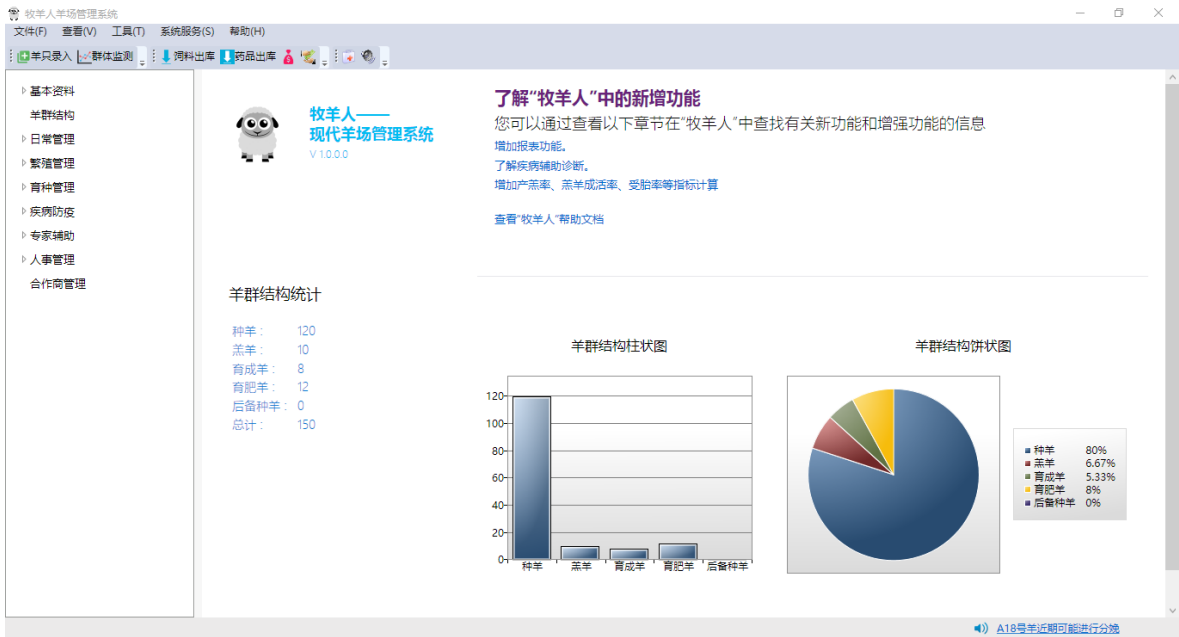 牧羊人羊场管理系统
文件(F) 查看(V) 工具(T) 系统服务(S) 帮助(H)
羊只录入 群体监测 饲料出库 药品出库
基本资料
羊群结构
日常管理
繁殖管理
育种管理
疾病防疫
专家辅助
人事管理
合作商管理
牧羊人——
现代羊场管理系统
V 1.0.0.0
了解“牧羊人”中的新增功能
您可以通过查看以下章节在“牧羊人”中查找有关新功能和增强功能的信息
增加报表功能。
了解疾病辅助诊断。
增加产羔率、羔羊成活率、受胎率等指标计算
查看“牧羊人”帮助文档
羊群结构统计
种羊： 120
羔羊： 10
育成羊： 8
育肥羊： 12
后备种羊： 0
总计： 150
羊群结构柱状图
120
100
80
60
40
20
0
种羊 羔羊 育成羊 育肥羊 后备种羊
羊群结构饼状图
种羊 80%
羔羊 6.67%
育成羊 5.33%
育肥羊 8%
后备种羊 0%
A18号羊近期可能进行分娩